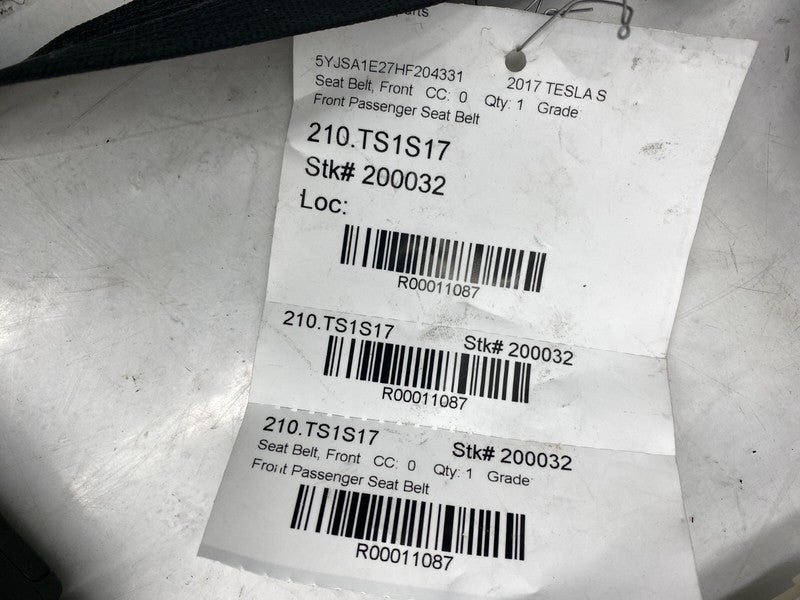 parts
5YJSA1E27HF204331 2017 TESLA S
Seat Belt, Front CC: 0 Qty: 1 Grade
Front Passenger Seat Belt
210.TS1S17
Stk# 200032
Loc:
R00011087
210.TS1S17 Stk# 200032
R00011087
210.TS1S17 Stk# 200032
Seat Belt, Front CC: 0 Qty: 1 Grade
Front Passenger Seat Belt
R00011087